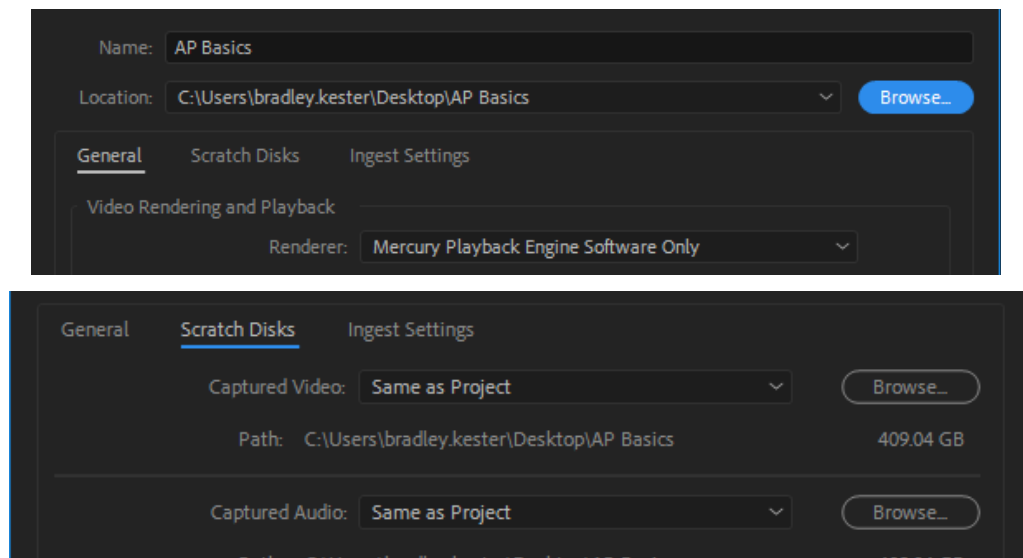 Name: AP Basics
Location: C:\Users\bradley.kester\Desktop\AP Basics Browse...
General Scratch Disks Ingest Settings
Video Rendering and Playback
Renderer: Mercury Playback Engine Software Only
General Scratch Disks Ingest Settings
Captured Video: Same as Project Browse...
Path: C:\Users\bradley.kester\Desktop\AP Basics 409.04 GB
Captured Audio: Same as Project Browse...